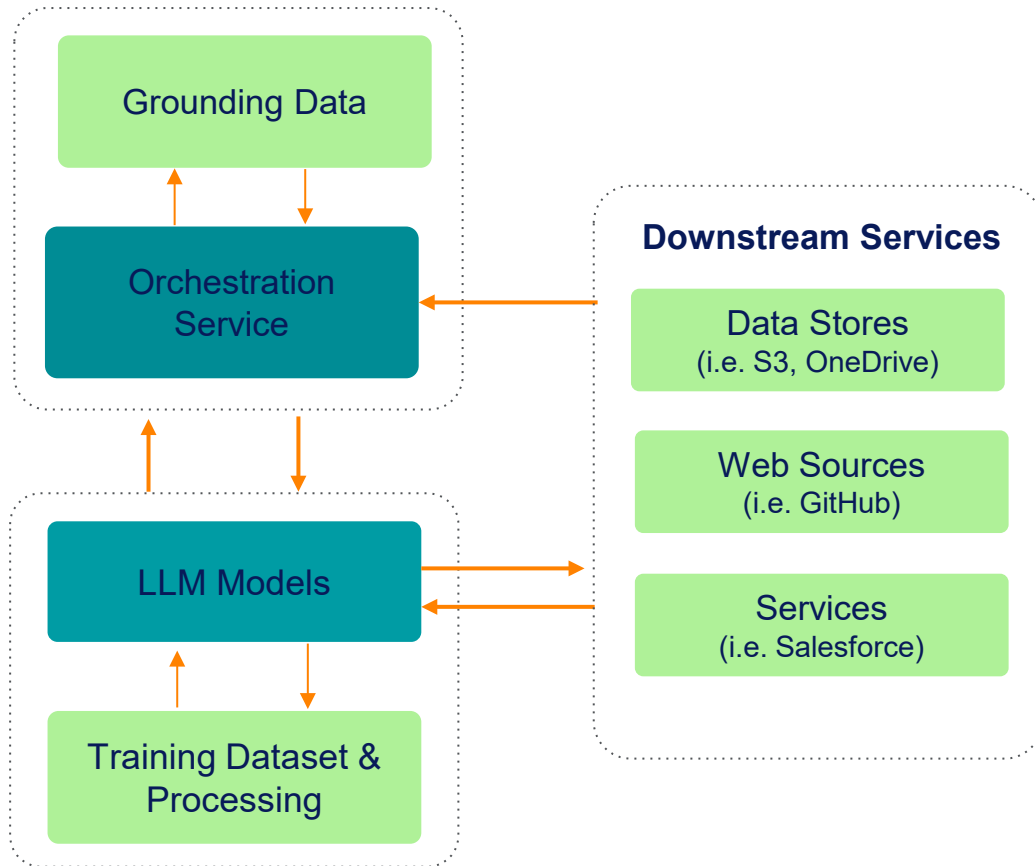 Grounding Data
Orchestration
Service
LLM Models
Training Dataset &
Processing
Downstream Services
Data Stores
(i.e. S3, OneDrive)
Web Sources
(i.e. GitHub)
Services
(i.e. Salesforce)